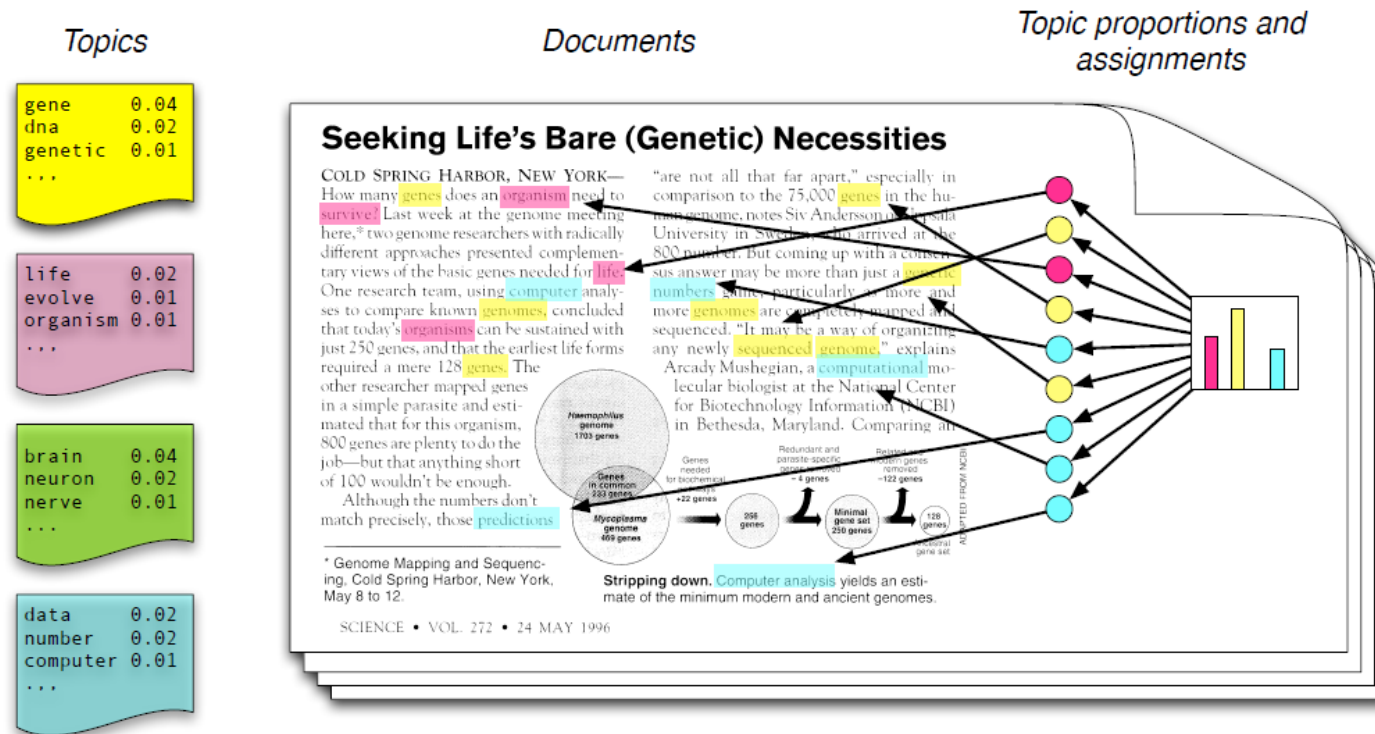 Topics
Documents
Topic proportions and
assignments
gene 0.04
dna 0.02
genetic 0.01
.,,
life 0.02
evolve 0.01
organism 0.01
.,,
brain 0.04
neuron 0.02
nerve 0.01
...
data 0.02
number 0.02
computer 0.01
.,,
Seeking Life's Bare (Genetic) Necessities
COLD SPRING HARBOR, NEW YORK—
How many genes does an organism need to
survive? Last week at the genome meeting
here,* two genome researchers with radically
different approaches presented complemen-
tary views of the basic genes needed for life.
One research team, using computer analy-
ses to compare known genomes, concluded
that today's organisms can be sustained with
just 250 genes, and that the earliest life forms
required a mere 128 genes. The
other researcher mapped genes
in a simple parasite and esti-
mated that for this organism,
800 genes are plenty to do the
job—but that anything short
of 100 wouldn't be enough.
Although the numbers don't
match precisely, those predictions
* Genome Mapping and Sequenc-
ing, Cold Spring Harbor, New York,
May 8 to 12.
SCIENCE • VOL. 272 • 24 MAY 1996
"are not all that far apart," especially in
comparison to the 75,000 genes in the hu-
man genome, notes Siv Andersson of Uppsala
University in Sweden, who arrived at the
800 number. But coming up with a consen-
sus answer may be more than just a genetic
numbers game, particularly as more and
more genomes are completely mapped and
sequenced. "It may be a way of organizing
any newly sequenced genome," explains
Arcady Mushegian, a computational mo-
lecular biologist at the National Center
for Biotechnology Information (NCBI)
in Bethesda, Maryland. Comparing an
Haemophilus
genome
1703 genes
Genes
in common
233 genes
Mycoplasma
genome
469 genes
Genes
needed
for biochemical
+22 genes
256
genes
Redundant and
parasite-specific
genes removed
– 4 genes
Minimal
gene set
250 genes
Related
modern genes
removed
–122 genes
128
genes
Ancestral
gene set
ADAPTED FROM NCBI
Stripping down. Computer analysis yields an esti-
mate of the minimum modern and ancient genomes.